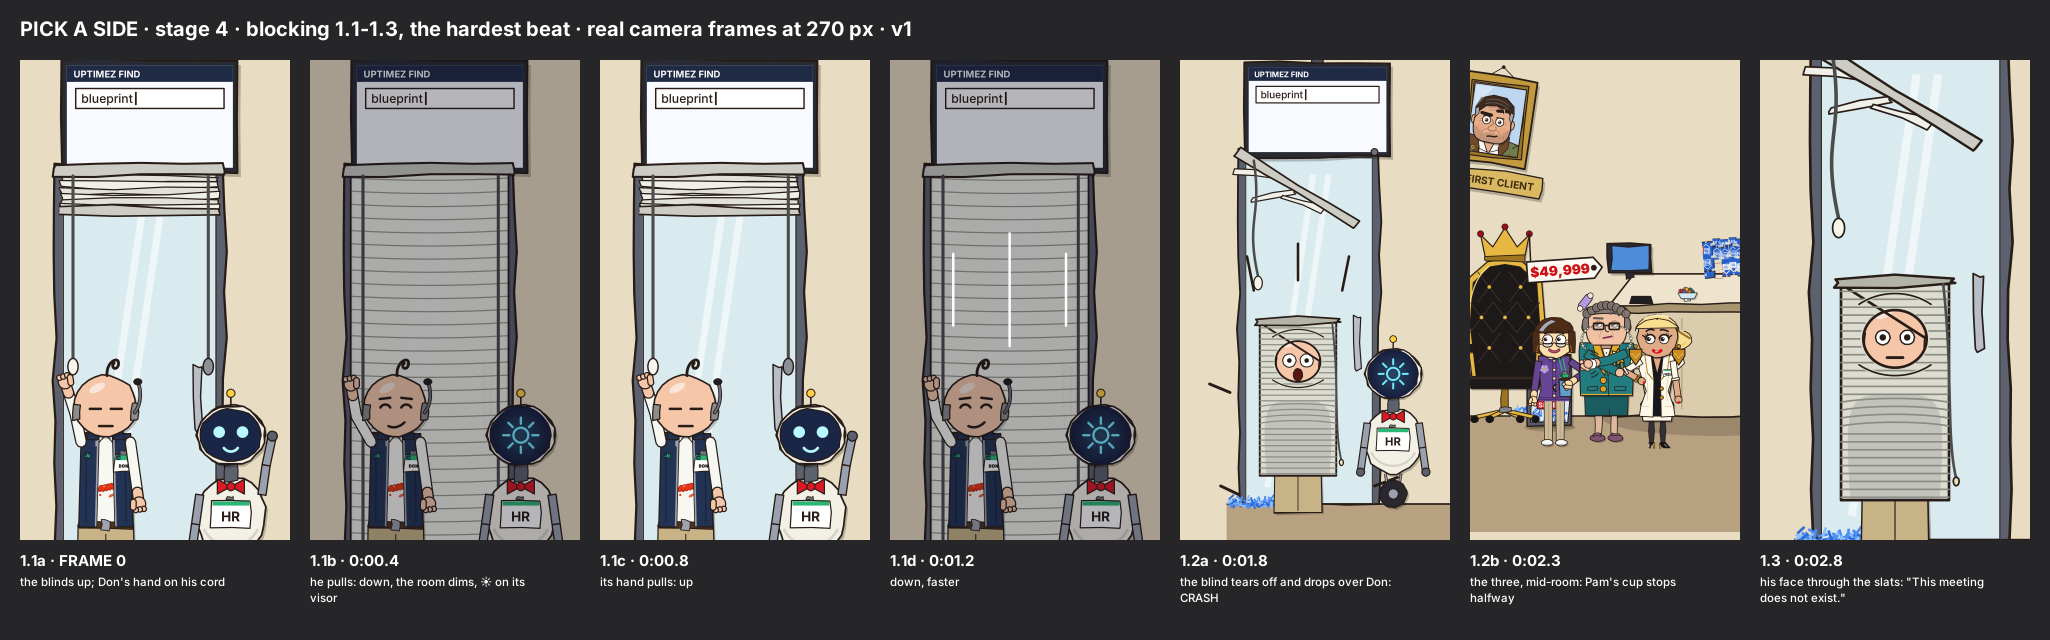 PICK A SIDE · stage 4 · blocking 1.1-1.3, the hardest beat · real camera frames at 270 px · v1
UPTIMEZ FIND
blueprint
DON
HR
1.1a · FRAME 0
the blinds up; Don's hand on his cord
UPTIMEZ FIND
blueprint
DON
HR
1.1b · 0:00.4
he pulls: down, the room dims, ☀ on its
visor
UPTIMEZ FIND
blueprint
DON
HR
1.1c · 0:00.8
its hand pulls: up
UPTIMEZ FIND
blueprint
DON
HR
1.1d · 0:01.2
down, faster
UPTIMEZ FIND
blueprint
HR
1.2a · 0:01.8
the blind tears off and drops over Don:
CRASH
FIRST CLIENT
$49,999
1.2b · 0:02.3
the three, mid-room: Pam's cup stops
halfway
1.3 · 0:02.8
his face through the slats: "This meeting
does not exist."